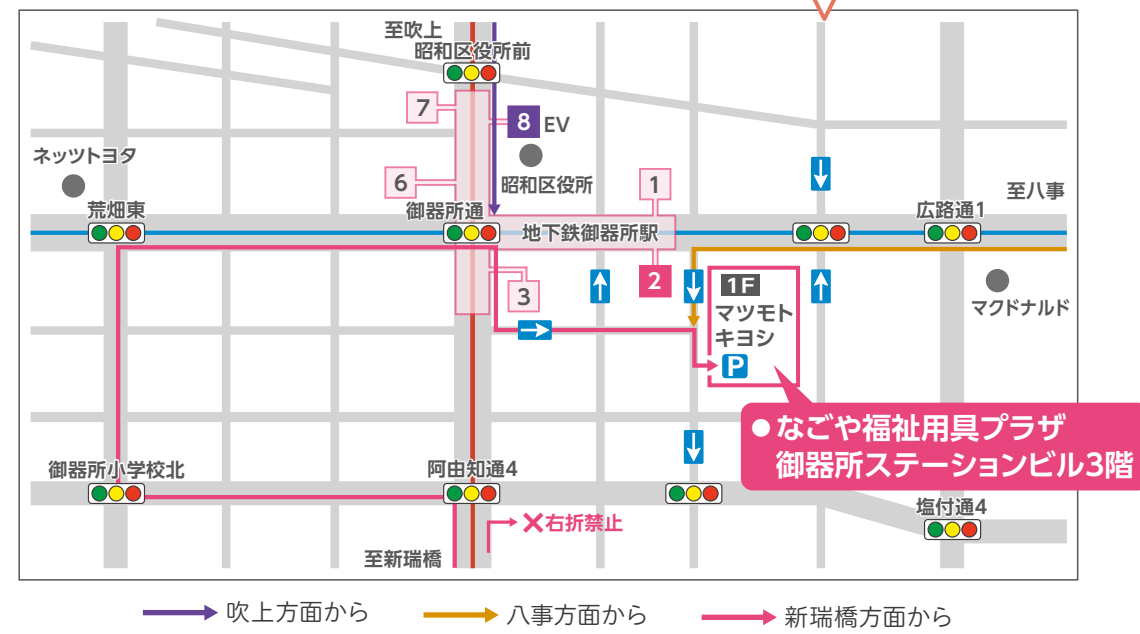 至吹上
昭和区役所前
7
8 EV
ネッツトヨタ
6
昭和区役所
1
至八事
荒畑東
御器所通
地下鉄御器所駅
広路通1
2
3
1F
マツモト
キヨシ
P
マクドナルド
●なごや福祉用具プラザ
御器所ステーションビル3階
御器所小学校北
阿由知通4
塩付通4
×右折禁止
至新瑞橋
吹上方面から
八事方面から
新瑞橋方面から